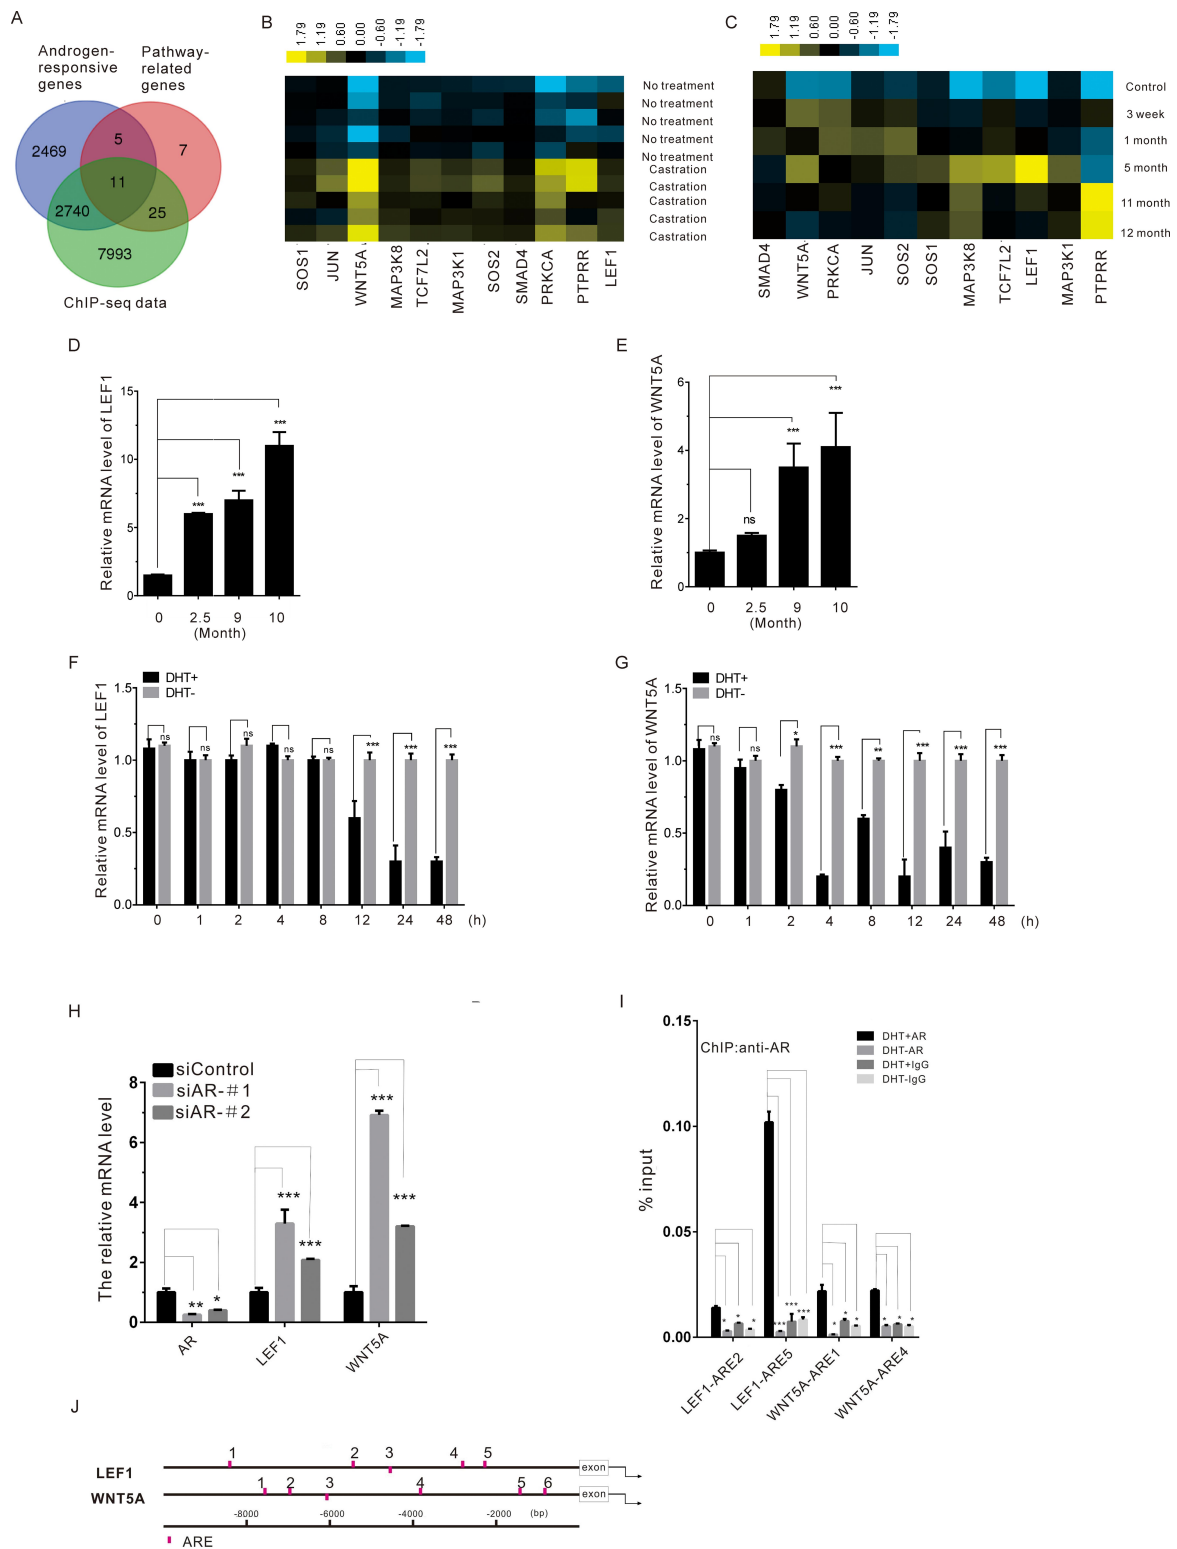 A
Androgen-
responsive
genes
Pathway-
related
genes
2469
5
7
11
2740
25
7993
ChIP-seq data
B
1.79
1.19
0.60
0.00
-0.60
-1.19
-1.79
No treatment
No treatment
No treatment
No treatment
No treatment
Castration
Castration
Castration
Castration
Castration
SOS1
JUN
WNT5A
MAP3K8
TCF7L2
MAP3K1
SOS2
SMAD4
PRKCA
PTPRR
LEF1
C
1.79
1.19
0.60
0.00
-0.60
-1.19
-1.79
Control
3 week
1 month
5 month
11 month
12 month
SMAD4
WNT5A
PRKCA
JUN
SOS2
SOS1
MAP3K8
TCF7L2
LEF1
MAP3K1
PTPRR
D
Relative mRNA level of LEF1
15
10
5
0
***
***
***
0 2.5 9 10
(Month)
E
Relative mRNA level of WNT5A
6
4
2
0
ns
***
***
0 2.5 9 10
(Month)
F
DHT+
DHT-
Relative mRNA level of LEF1
1.5
1.0
0.5
0.0
ns ns ns ns ns *** *** ***
0 1 2 4 8 12 24 48 (h)
G
DHT+
DHT-
Relative mRNA level of WNT5A
1.5
1.0
0.5
0.0
ns ns * *** ** *** *** ***
0 1 2 4 8 12 24 48 (h)
H
siControl
siAR-#1
siAR-#2
The relative mRNA level
8
6
4
2
0
** *
*** ***
*** ***
AR
LEF1
WNT5A
I
ChIP:anti-AR
DHT+AR
DHT-AR
DHT+IgG
DHT-IgG
% input
0.15
0.10
0.05
0.00
* * *
*** *** ***
* * *
* * *
LEF1-ARE2
LEF1-ARE5
WNT5A-ARE1
WNT5A-ARE4
J
1 2 3 4 5
LEF1
exon
1 2 3 4 5 6
WNT5A
exon
-8000 -6000 -4000 -2000 (bp)
ARE